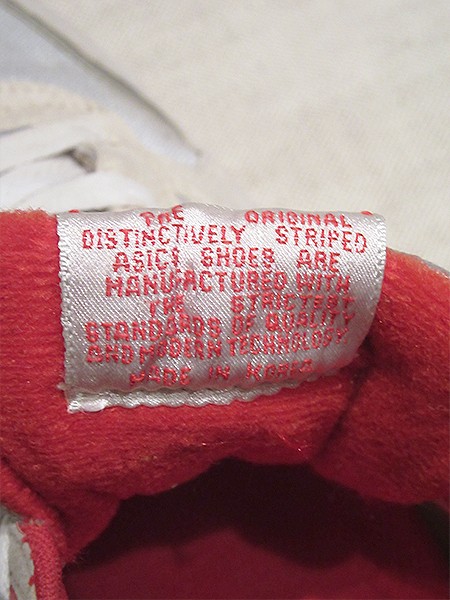 THE ORIGINAL
DISTINCTIVELY STRIPED
ASICS SHOES ARE
MANUFACTURED WITH
THE STRICTEST
STANDARDS OF QUALITY
AND MODERN TECHNOLOGY
MADE IN KOREA